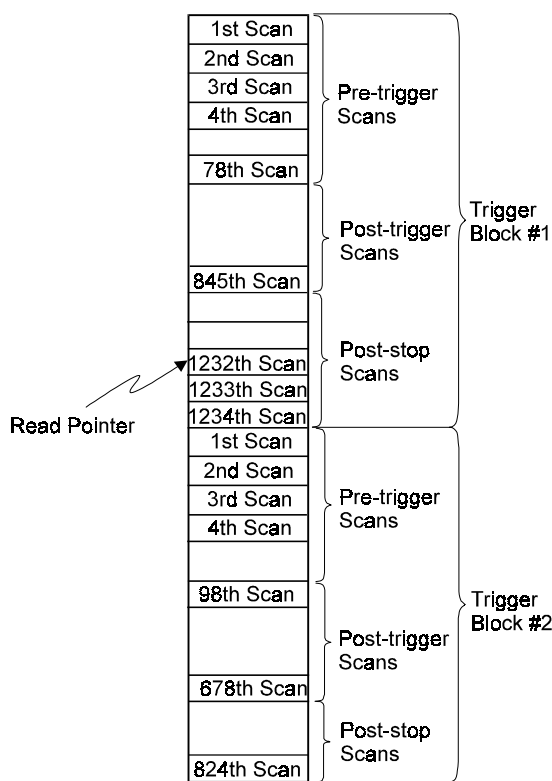 1st Scan
2nd Scan
3rd Scan
4th Scan
78th Scan
Pre-trigger
Scans
Post-trigger
Scans
845th Scan
Trigger
Block #1
Post-stop
Scans
1232th Scan
1233th Scan
1234th Scan
Read Pointer
1st Scan
2nd Scan
3rd Scan
4th Scan
Pre-trigger
Scans
98th Scan
Post-trigger
Scans
678th Scan
Trigger
Block #2
Post-stop
Scans
824th Scan